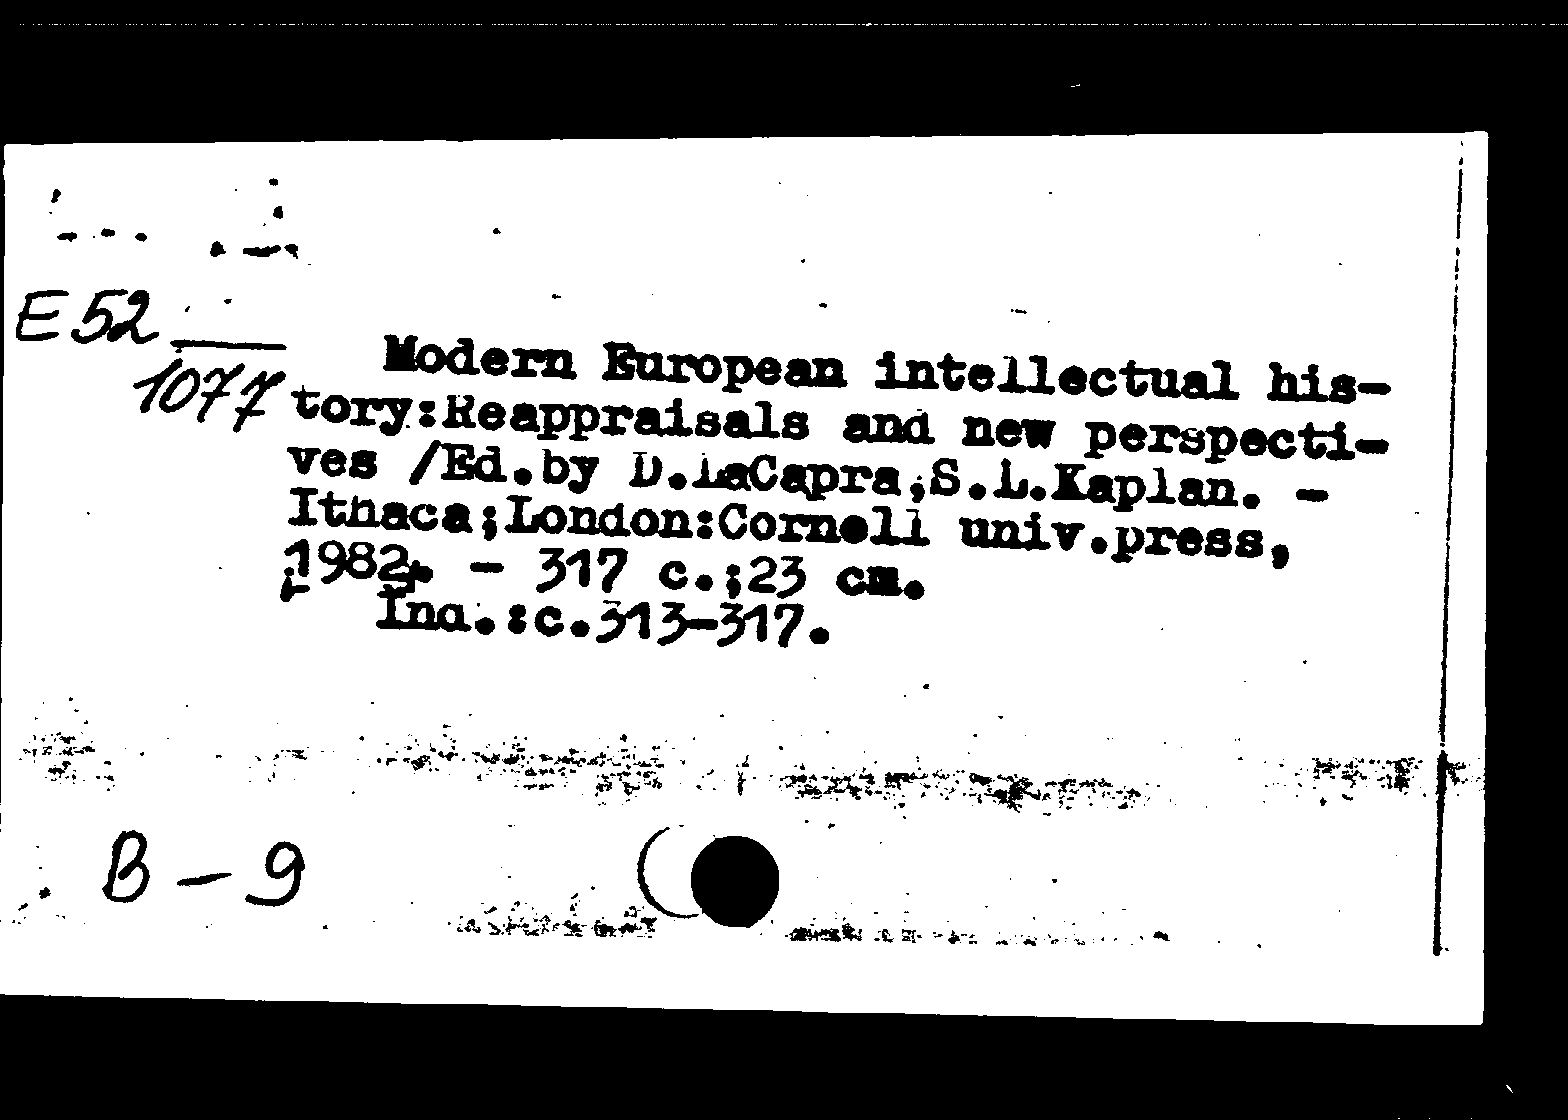 E52
1077
Modern European intellectual his-
tory:Reappraisals and new perspecti-
ves /Ed.by D.LaCapra,S.L.Kaplan. -
Ithaca;London:Cornell univ.press,
1982. - 317 c.;23 cm.
Ind.:c.313-317.
B-9